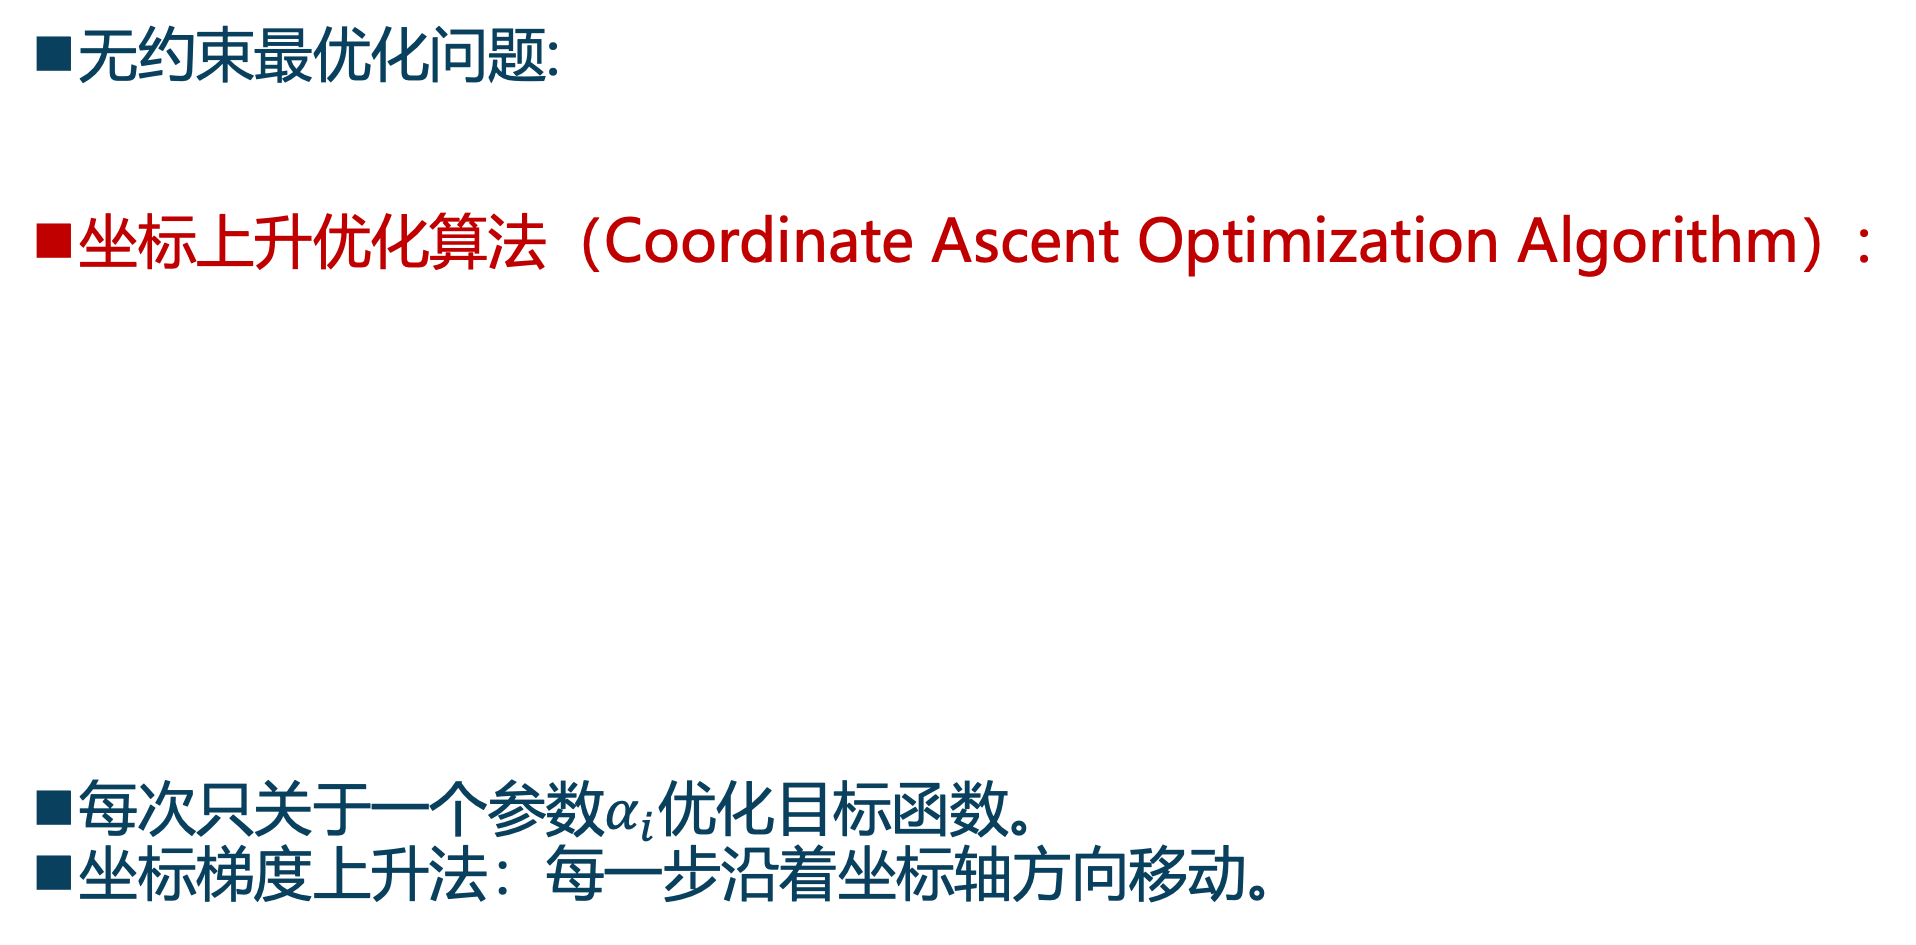 ■无约束最优化问题:
■坐标上升优化算法（Coordinate Ascent Optimization Algorithm）:
■每次只关于一个参数𝛼ᵢ优化目标函数。
■坐标梯度上升法：每一步沿着坐标轴方向移动。